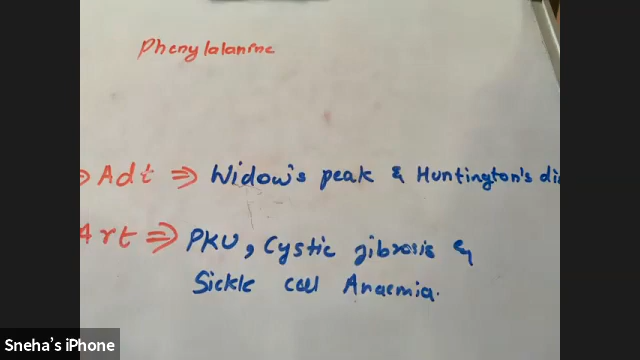 Phenylalanine
⇒ Adt ⇒ Widow's peak & Huntington's di
Art ⇒ PKU, Cystic fibrosis &
Sickle cell Anaemia.
Sneha's iPhone